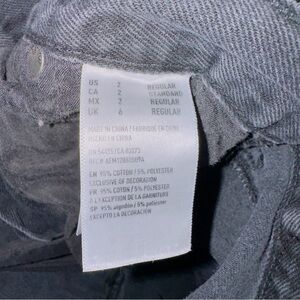 US 2 REGULAR
CA 2 STANDARD
MX 2 REGULAR
UK 6 REGULAR
MADE IN CHINA / FABRIQUÉ EN CHINE /
HECHO EN CHINA
EN 95% COTTON / 5% POLYESTER
EXCLUSIVE OF DECORATION
FR 95% COTON / 5% POLYESTER
À L'EXCEPTION DE LA GARNITURE
SP 95% algodón / 5% poliéster
EXCEPTO LA DECORACIÓN